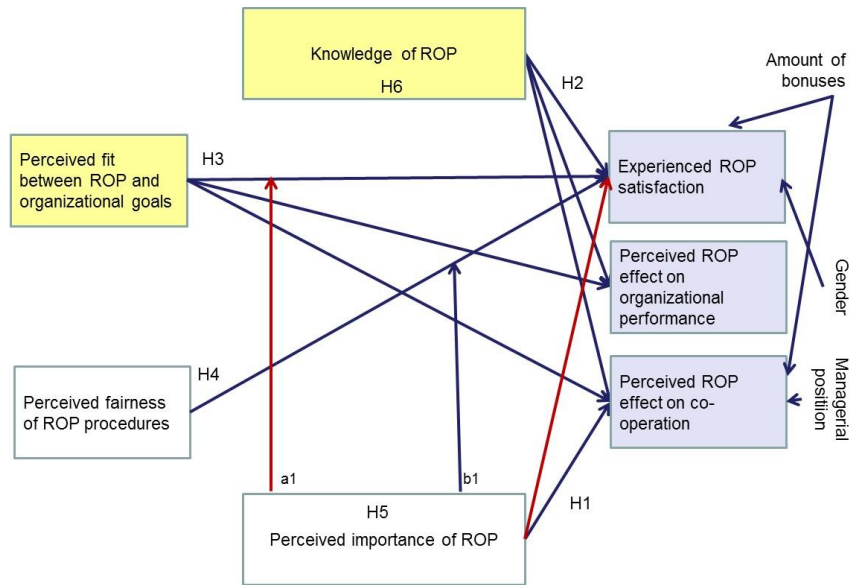 Knowledge of ROP
H6
H2
Amount of
bonuses
H3
Perceived fit
between ROP and
organizational goals
Experienced ROP
satisfaction
Perceived ROP
effect on
organizational
performance
Gender
H4
Perceived fairness
of ROP procedures
Perceived ROP
effect on co-
operation
Managerial
positiion
a1
b1
H5
Perceived importance of ROP
H1